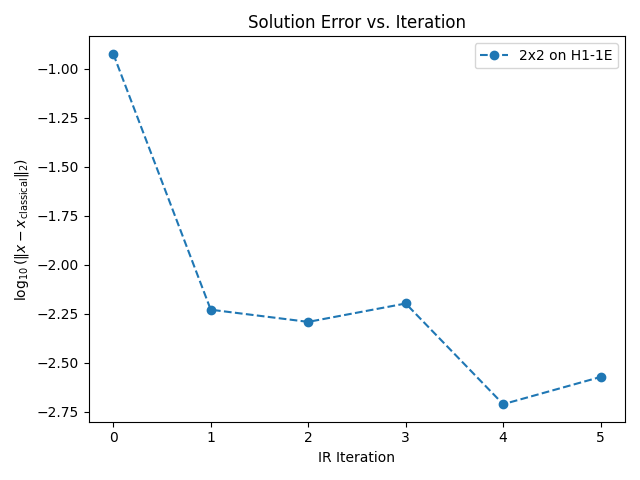 Solution Error vs. Iteration
2x2 on H1-1E
log₁₀ (‖x − x_classical‖₂)
−1.00
−1.25
−1.50
−1.75
−2.00
−2.25
−2.50
−2.75
0 1 2 3 4 5
IR Iteration